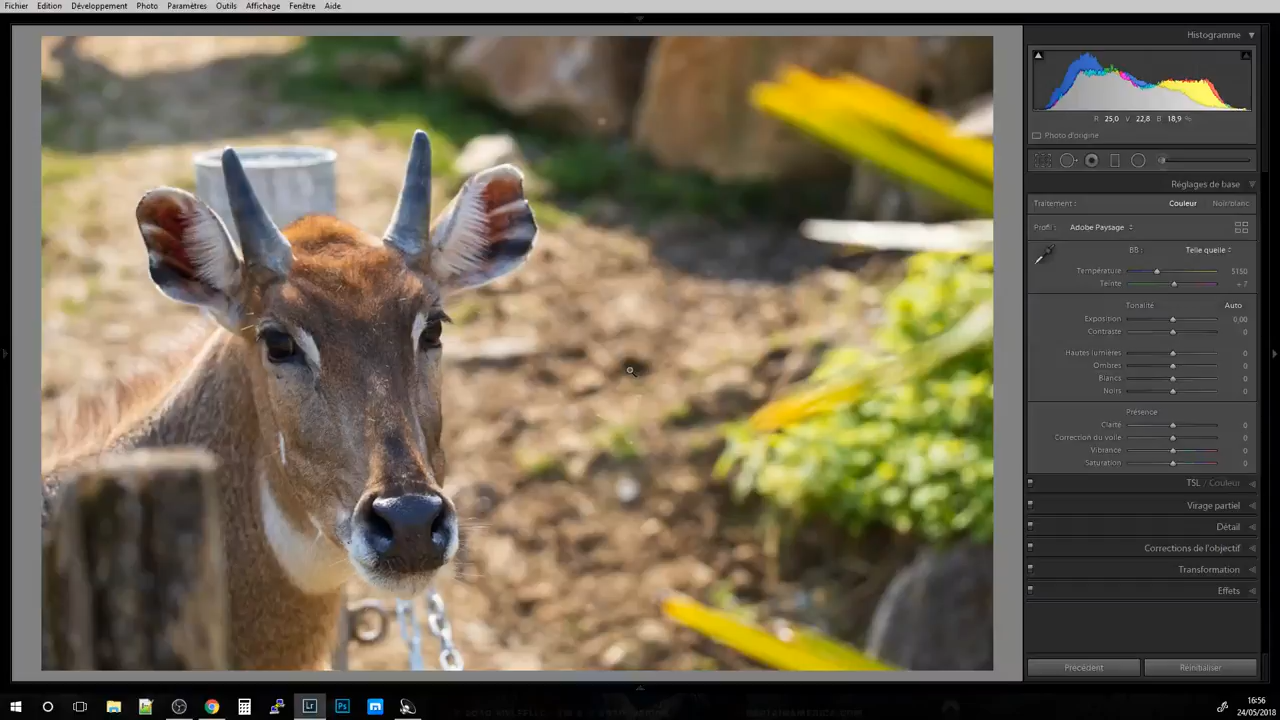 Fichier Edition Développement Photo Paramètres Outils Affichage Fenêtre Aide
Histogramme
R 25,0 V 22,8 B 18,9 %
Photo d'origine
Réglages de base
Traitement : Couleur Noir/blanc
Profil : Adobe Paysage
BB : Telle quelle
Température 5150
Teinte + 7
Tonalité Auto
Exposition 0,00
Contraste 0
Hautes lumières 0
Ombres 0
Blancs 0
Noirs 0
Présence
Clarté 0
Correction du voile 0
Vibrance 0
Saturation 0
TSL / Couleur
Virage partiel
Détail
Corrections de l'objectif
Transformation
Effets
Précédent Réinitialiser
Lr Ps
16:56
24/05/2018